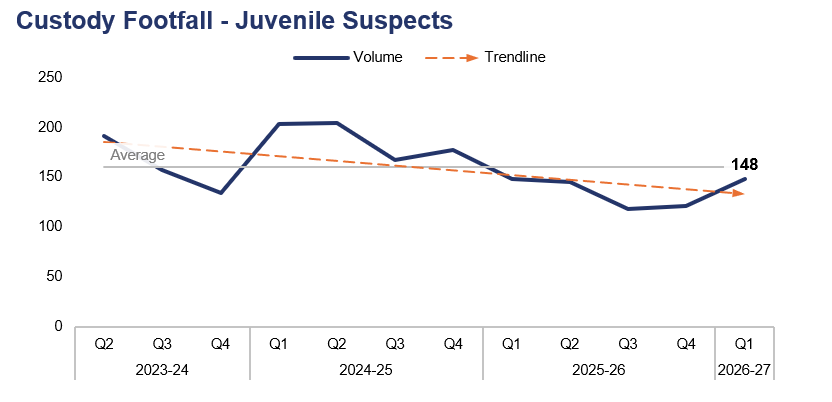 Custody Footfall - Juvenile Suspects
Volume Trendline
250
200
Average
148
150
100
50
0
Q2 Q3 Q4 Q1 Q2 Q3 Q4 Q1 Q2 Q3 Q4 Q1
2023-24 2024-25 2025-26 2026-27